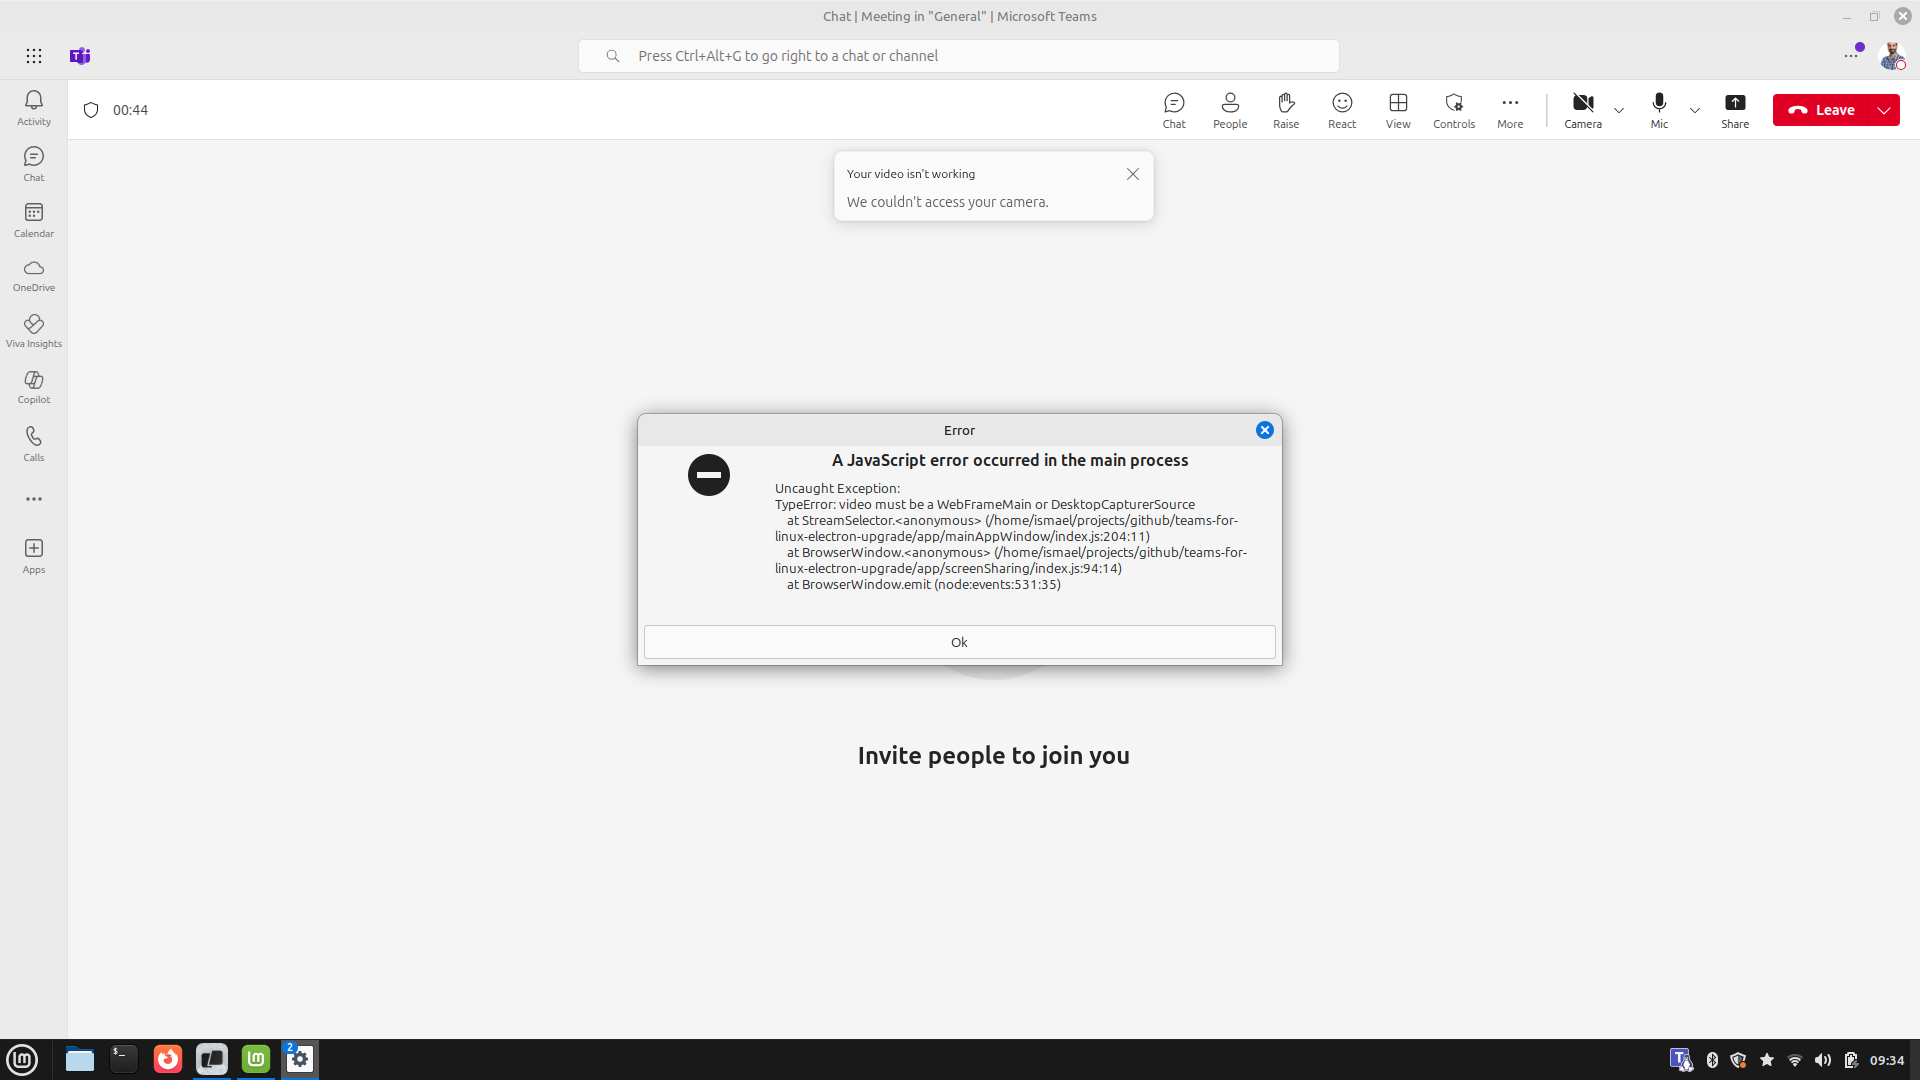 Chat | Meeting in "General" | Microsoft Teams
Press Ctrl+Alt+G to go right to a chat or channel
00:44
Chat
People
Raise
React
View
Controls
More
Camera
Mic
Share
Leave
Activity
Chat
Calendar
OneDrive
Viva Insights
Copilot
Calls
Apps
Your video isn't working
We couldn't access your camera.
Error
A JavaScript error occurred in the main process
Uncaught Exception:
TypeError: video must be a WebFrameMain or DesktopCapturerSource
at StreamSelector.<anonymous> (/home/ismael/projects/github/teams-for-
linux-electron-upgrade/app/mainAppWindow/index.js:204:11)
at BrowserWindow.<anonymous> (/home/ismael/projects/github/teams-for-
linux-electron-upgrade/app/screenSharing/index.js:94:14)
at BrowserWindow.emit (node:events:531:35)
Ok
Invite people to join you
$_
2
T
09:34